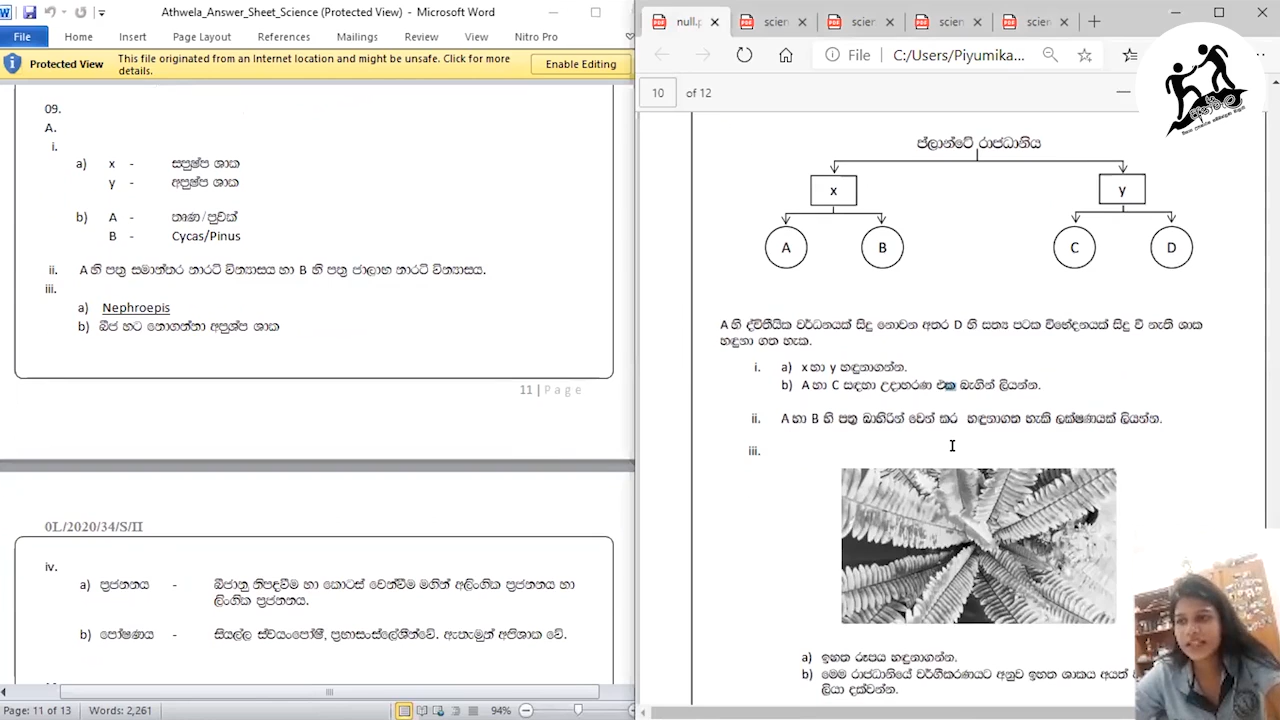 Athwela_Answer_Sheet_Science (Protected View) - Microsoft Word
File Home Insert Page Layout References Mailings Review View Nitro Pro
Protected View This file originated from an Internet location and might be unsafe. Click for more details. Enable Editing
09.
A.
i.
a) x - සපුෂ්ප ශාක
y - අපුෂ්ප ශාක
b) A - තෘණ/පුවක්
B - Cycas/Pinus
ii. A හි පත්‍ර සමාන්තර නාරටි වින්‍යාසය හා B හි පත්‍ර ජාලාභ නාරටි වින්‍යාසය.
iii.
a) Nephroepis
b) බීජ හට නොගන්නා අපුශ්ප ශාක
11 | Page
0L/2020/34/S/II
iv.
a) ප්‍රජනනය - බීජානු නිපදවීම හා කොටස් වෙන්වීම මගින් අලිංගික ප්‍රජනනය හා
ලිංගික ප්‍රජනනය.
b) පෝෂණය - සියල්ල ස්වයංපෝෂී, ප්‍රභාසංස්ලේශීවේ. ඇතැමුන් අපිශාක වේ.
Page: 11 of 13 Words: 2,261 94%
null.p scien scien scien scien
File C:/Users/Piyumika...
10 of 12
ප්ලාන්ටේ රාජධානිය
x y
A B C D
A හි ද්විතීයික වර්ධනයක් සිදු නොවන අතර D හි සත්‍ය පටක විභේදනයක් සිදු වී නැති ශාක
හඳුනා ගත හැක.
i. a) x හා y හඳුනාගන්න.
b) A හා C සඳහා උදාහරණ එක බැගින් ලියන්න.
ii. A හා B හි පත්‍ර බාහිරින් වෙන් කර හඳුනාගත හැකි ලක්ෂණයක් ලියන්න.
iii.
a) ඉහත රූපය හඳුනාගන්න.
b) මෙම රාජධානියේ වර්ගීකරණයට අනුව ඉහත ශාකය අයත්
ලියා දක්වන්න.